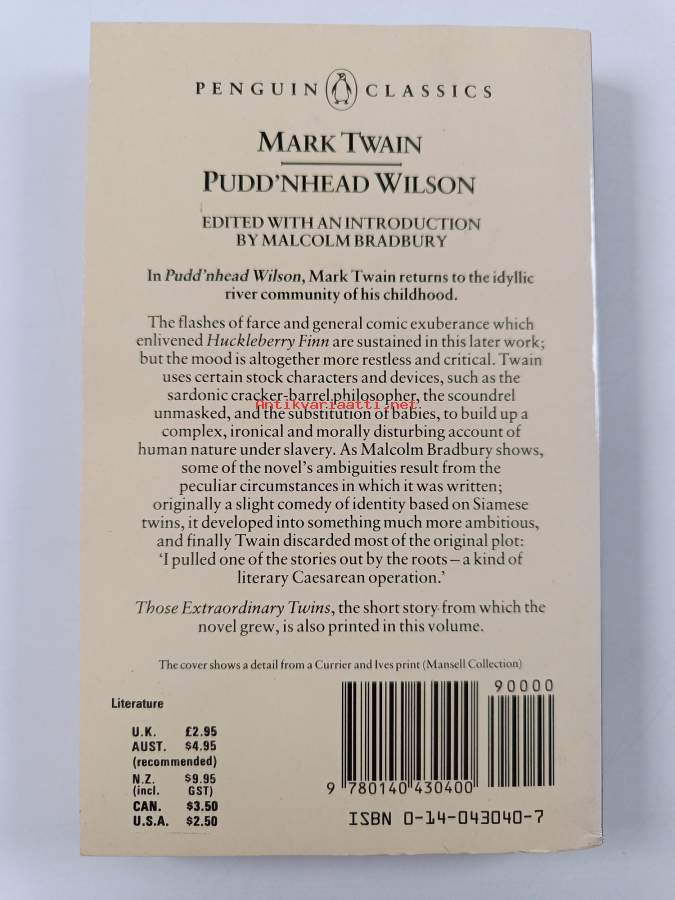 PENGUIN CLASSICS
MARK TWAIN
PUDD'NHEAD WILSON
EDITED WITH AN INTRODUCTION
BY MALCOLM BRADBURY
In Pudd'nhead Wilson, Mark Twain returns to the idyllic
river community of his childhood.
The flashes of farce and general comic exuberance which
enlivened Huckleberry Finn are sustained in this later work;
but the mood is altogether more restless and critical. Twain
uses certain stock characters and devices, such as the
sardonic cracker-barrel philosopher, the scoundrel
Antikvariaatti.net
unmasked, and the substitution of babies, to build up a
complex, ironical and morally disturbing account of
human nature under slavery. As Malcolm Bradbury shows,
some of the novel's ambiguities result from the
peculiar circumstances in which it was written;
originally a slight comedy of identity based on Siamese
twins, it developed into something much more ambitious,
and finally Twain discarded most of the original plot:
'I pulled one of the stories out by the roots – a kind of
literary Caesarean operation.'
Those Extraordinary Twins, the short story from which the
novel grew, is also printed in this volume.
The cover shows a detail from a Currier and Ives print (Mansell Collection)
Literature
U.K. £2.95
AUST. $4.95
(recommended)
N.Z. $9.95
(incl. GST)
CAN. $3.50
U.S.A. $2.50
90000
9 780140 430400
ISBN 0-14-043040-7